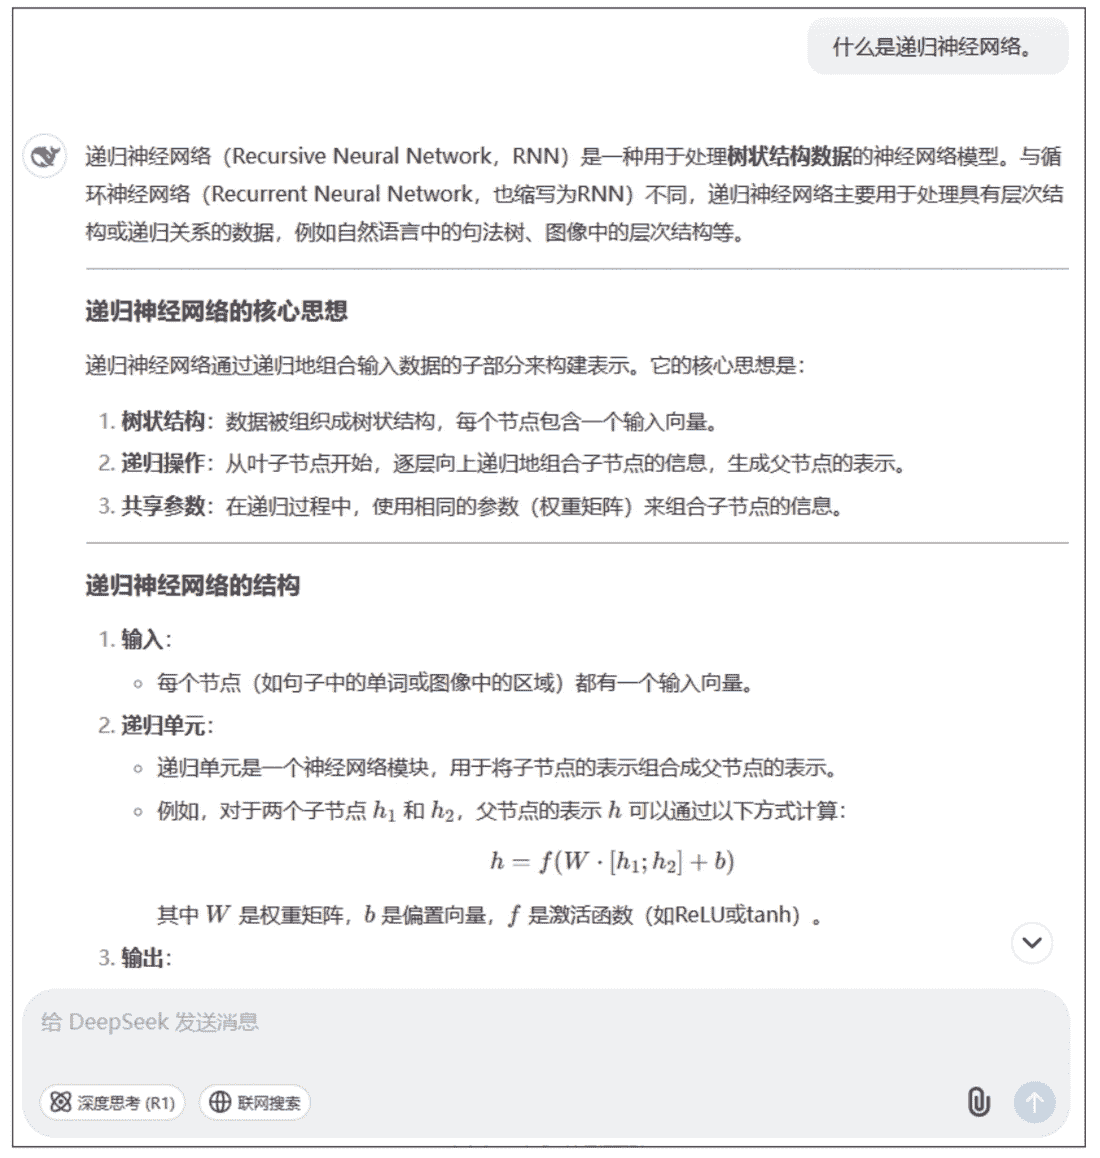 什么是递归神经网络。
递归神经网络（Recursive Neural Network，RNN）是一种用于处理树状结构数据的神经网络模型。与循
环神经网络（Recurrent Neural Network，也缩写为RNN）不同，递归神经网络主要用于处理具有层次结
构或递归关系的数据，例如自然语言中的句法树、图像中的层次结构等。
递归神经网络的核心思想
递归神经网络通过递归地组合输入数据的子部分来构建表示。它的核心思想是：
1. 树状结构：数据被组织成树状结构，每个节点包含一个输入向量。
2. 递归操作：从叶子节点开始，逐层向上递归地组合子节点的信息，生成父节点的表示。
3. 共享参数：在递归过程中，使用相同的参数（权重矩阵）来组合子节点的信息。
递归神经网络的结构
1. 输入：
◦ 每个节点（如句子中的单词或图像中的区域）都有一个输入向量。
2. 递归单元：
◦ 递归单元是一个神经网络模块，用于将子节点的表示组合成父节点的表示。
◦ 例如，对于两个子节点 h₁ 和 h₂，父节点的表示 h 可以通过以下方式计算：
h = f(W · [h₁; h₂] + b)
其中 W 是权重矩阵，b 是偏置向量，f 是激活函数（如ReLU或tanh）。
3. 输出：
给 DeepSeek 发送消息
深度思考 (R1) 联网搜索